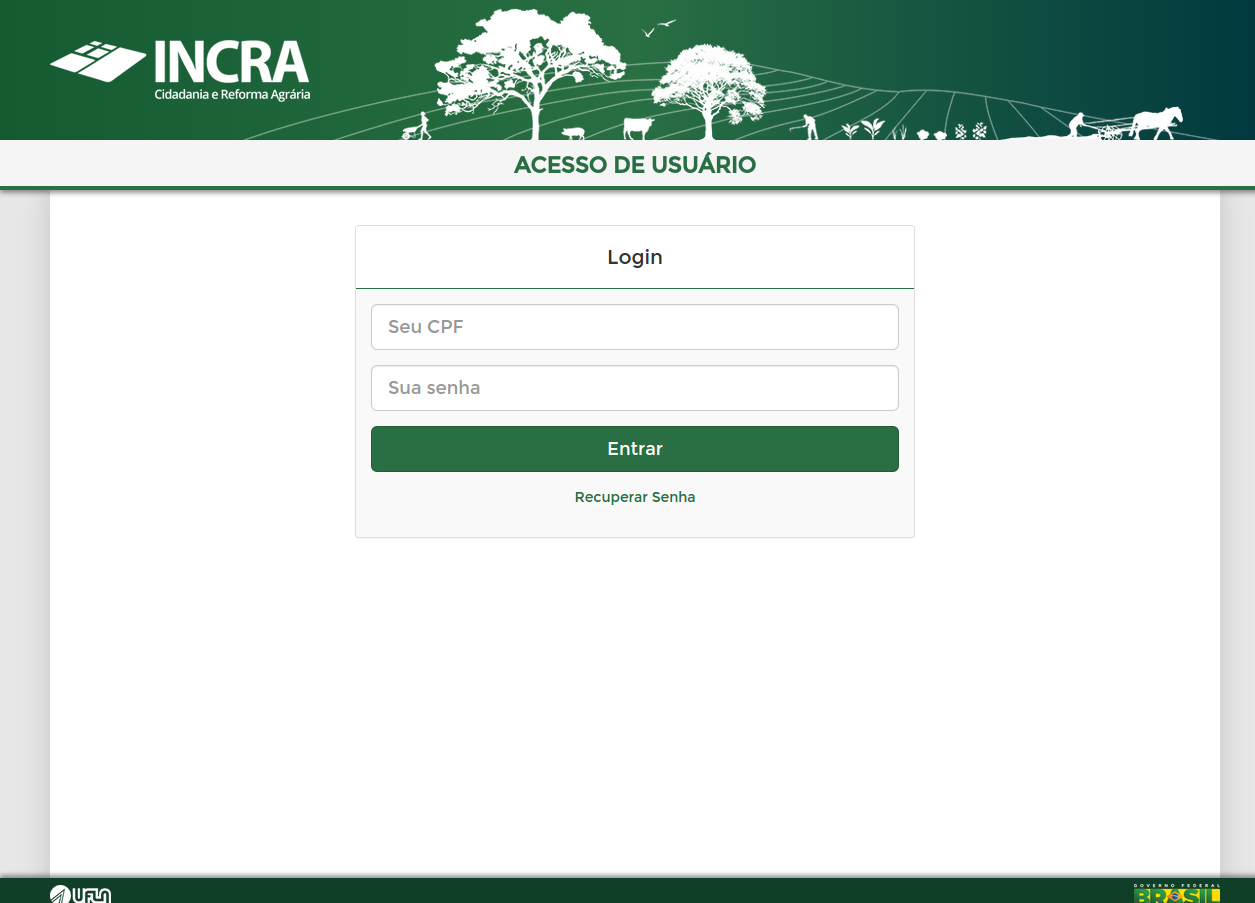 INCRA
Cidadania e Reforma Agrária
ACESSO DE USUÁRIO
Login
Seu CPF
Sua senha
Entrar
Recuperar Senha
UFLA
GOVERNO FEDERAL
BRASIL